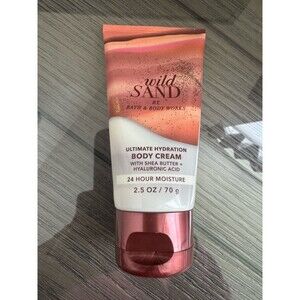 wild
SAND
BY
BATH & BODY WORKS
ULTIMATE HYDRATION
BODY CREAM
WITH SHEA BUTTER +
HYALURONIC ACID
24 HOUR MOISTURE
2.5 OZ / 70 g